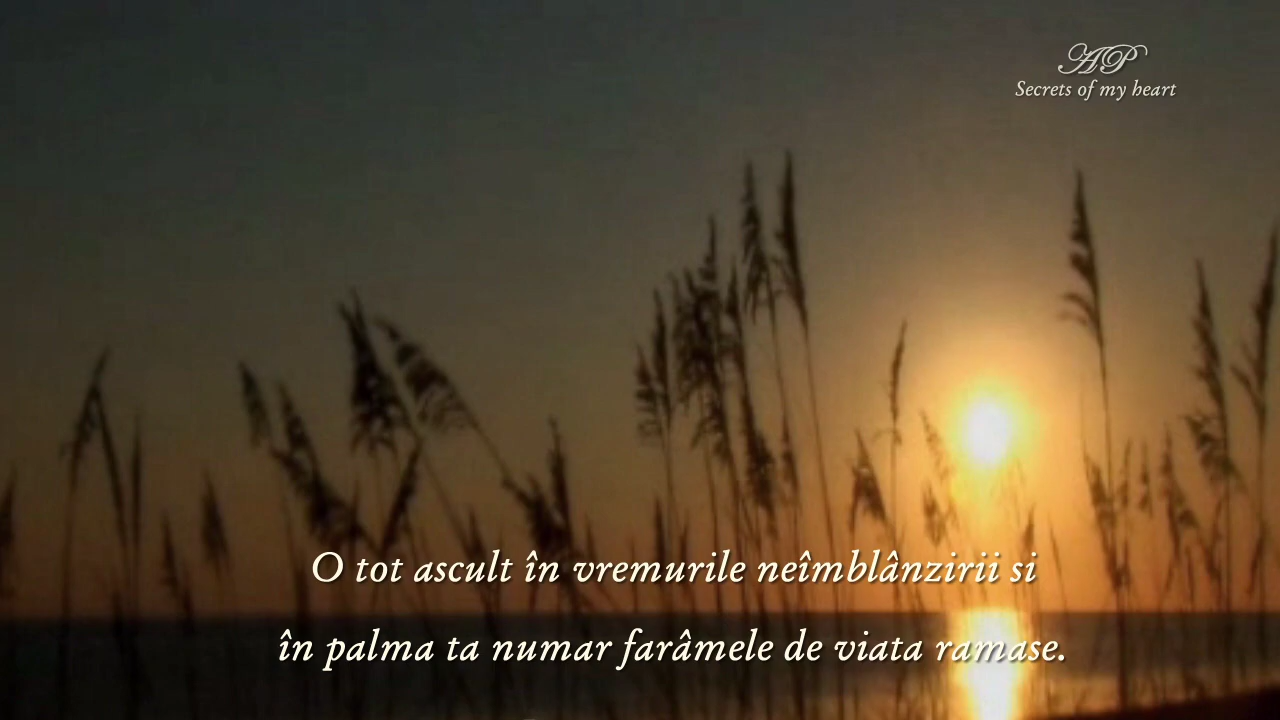 AP
Secrets of my heart
O tot ascult în vremurile neîmblânzirii si
în palma ta numar farâmele de viata ramase.